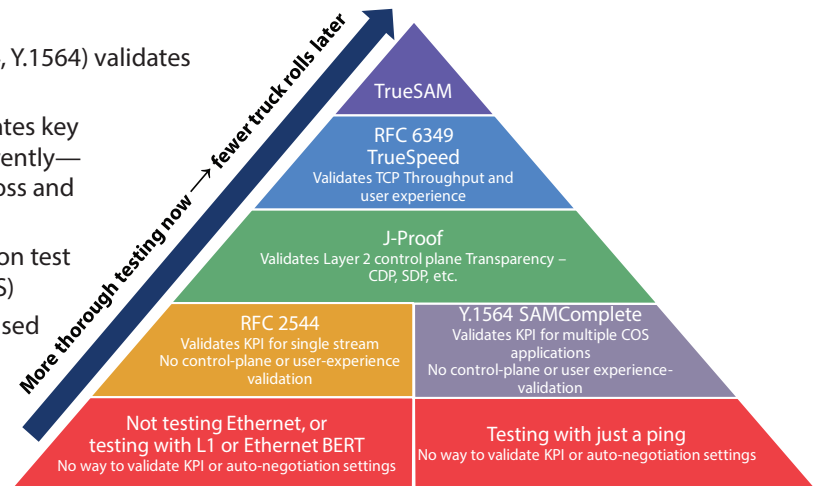 , Y.1564) validates
ates key
rently—
oss and
on test
S)
sed
More thorough testing now → fewer truck rolls later
TrueSAM
RFC 6349
TrueSpeed
Validates TCP Throughput and
user experience
J-Proof
Validates Layer 2 control plane Transparency –
CDP, SDP, etc.
RFC 2544
Validates KPI for single stream
No control-plane or user-experience
validation
Y.1564 SAMComplete
Validates KPI for multiple COS
applications
No control-plane or user experience-
validation
Not testing Ethernet, or
testing with L1 or Ethernet BERT
No way to validate KPI or auto-negotiation settings
Testing with just a ping
No way to validate KPI or auto-negotiation settings